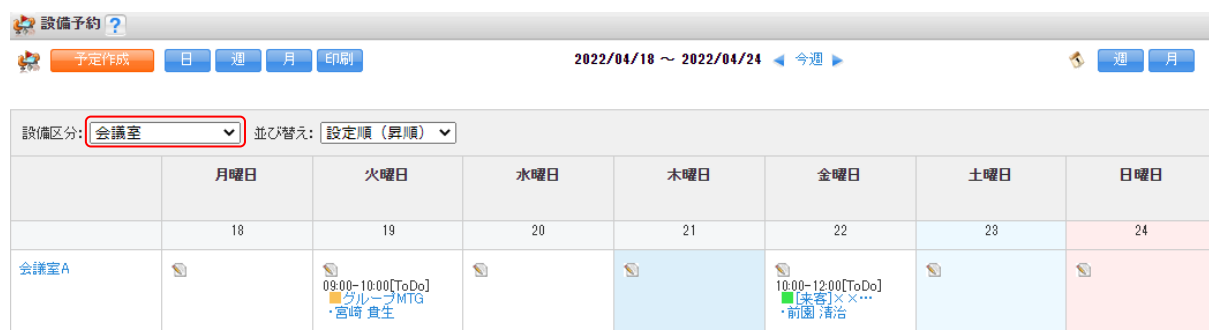 設備予約 ?
予定作成 日 週 月 印刷 2022/04/18 ～ 2022/04/24 ◀ 今週 ▶ 週 月
設備区分: 会議室 並び替え: 設定順（昇順）
月曜日 火曜日 水曜日 木曜日 金曜日 土曜日 日曜日
18 19 20 21 22 23 24
会議室A
09:00-10:00[ToDo]
グループMTG
・宮崎 貴生
10:00-12:00[ToDo]
[来客]××…
・前園 清治